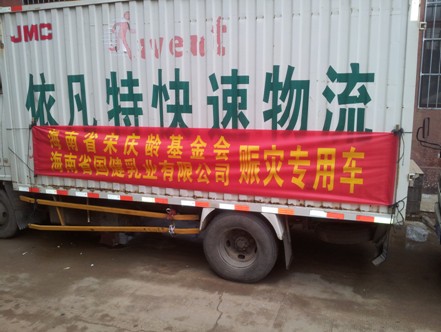 JMC
依凡特快速物流
海南省宋庆龄基金会
海南省国健乳业有限公司
赈灾专用车